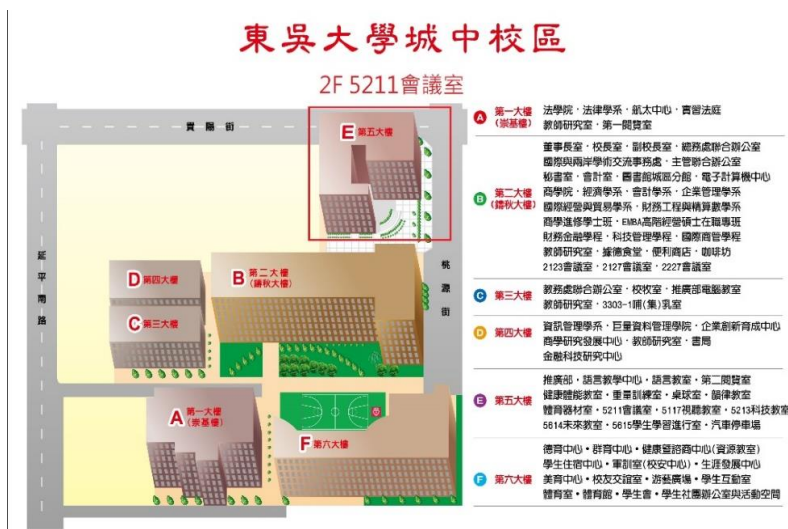 東吳大學城中校區
2F 5211會議室
貴陽街
延平南路
桃源街
E 第五大樓
D 第四大樓
C 第三大樓
B 第二大樓
(鑄秋大樓)
A 第一大樓
(崇基樓)
F 第六大樓
A 第一大樓 (崇基樓)
法學院・法律學系・航太中心・實習法庭
教師研究室・第一閱覽室
B 第二大樓 (鑄秋大樓)
董事長室・校長室・副校長室・總務處聯合辦公室
國際與兩岸學術交流事務處・主管聯合辦公室
秘書室・會計室・圖書館城區分館・電子計算機中心
商學院・經濟學系・會計學系・企業管理學系
國際經營與貿易學系・財務工程與精算數學系
商學進修學士班・EMBA高階經營碩士在職專班
財務金融學程・科技管理學程・國際商管學程
教師研究室・據德食堂・便利商店・咖啡坊
2123會議室・2127會議室・2227會議室
C 第三大樓
教務處聯合辦公室・校牧室・推廣部電腦教室
教師研究室・3303-1哺(集)乳室
D 第四大樓
資訊管理學系・巨量資料管理學院・企業創新育成中心
商學研究發展中心・教師研究室・書局
金融科技研究中心
E 第五大樓
推廣部・語言教學中心・語言教室・第二閱覽室
健康體能教室・重量訓練室・桌球室・韻律教室
體育器材室・5211會議室・5117視聽教室・5213科技教室
5614未來教室・5615學生學習進行室・汽車停車場
F 第六大樓
德育中心・群育中心・健康暨諮商中心(資源教室)
學生住宿中心・軍訓室(校安中心)・生涯發展中心
美育中心・校友交誼室・游藝廣場・學生互動室
體育室・體育館・學生會・學生社團辦公室與活動空間